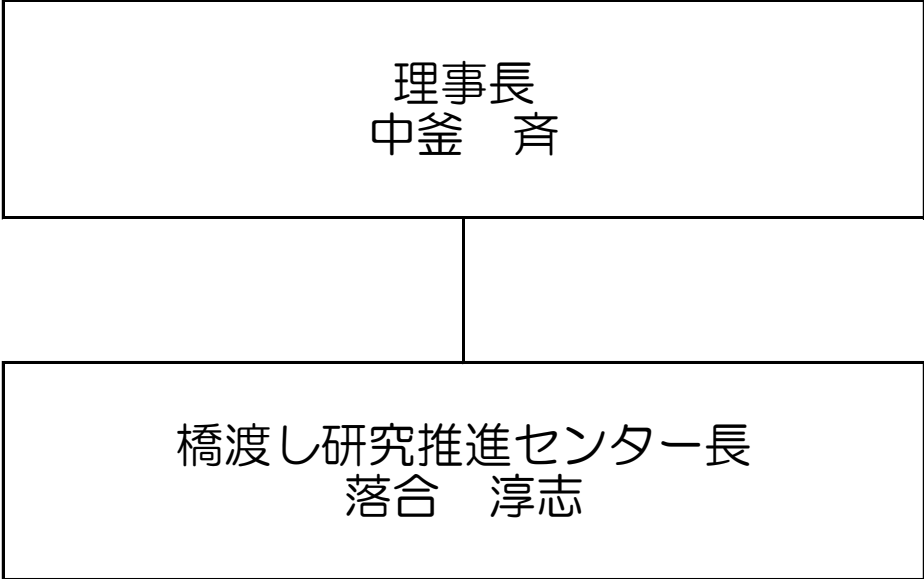 理事長
中釜　斉
橋渡し研究推進センター長
落合　淳志